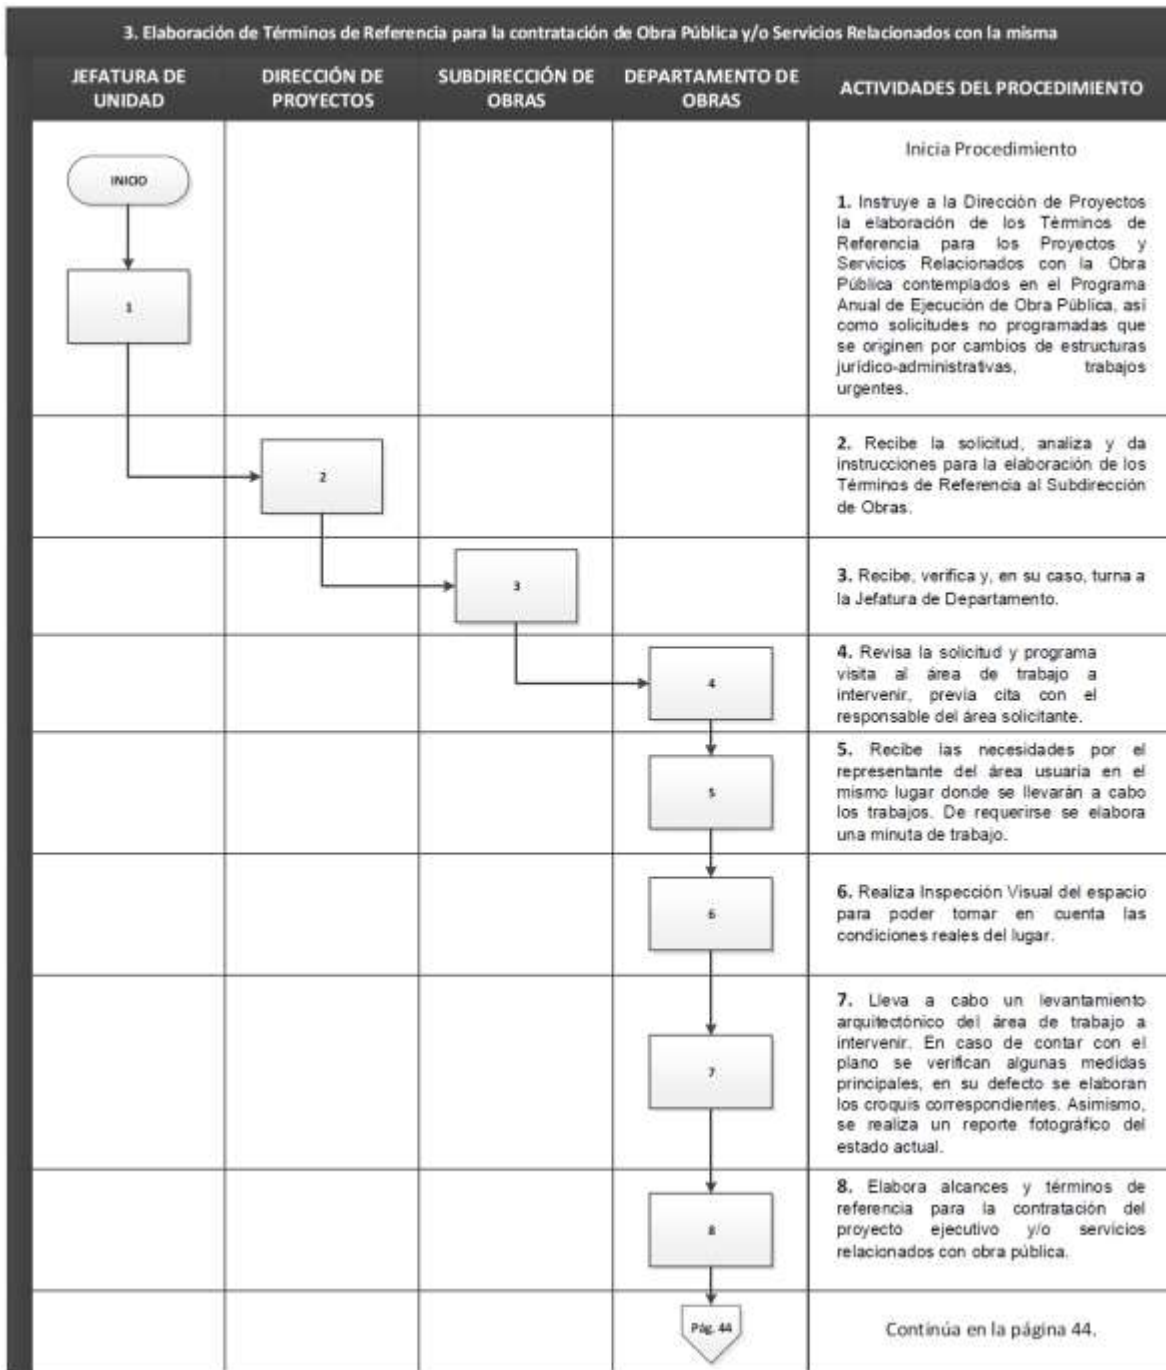 3. Elaboración de Términos de Referencia para la contratación de Obra Pública y/o Servicios Relacionados con la misma
JEFATURA DE
UNIDAD
DIRECCIÓN DE
PROYECTOS
SUBDIRECCIÓN DE
OBRAS
DEPARTAMENTO DE
OBRAS
ACTIVIDADES DEL PROCEDIMIENTO
INICIO
Inicia Procedimiento
1
1. Instruye a la Dirección de Proyectos
la elaboración de los Términos de
Referencia para los Proyectos y
Servicios Relacionados con la Obra
Pública contemplados en el Programa
Anual de Ejecución de Obra Pública, así
como solicitudes no programadas que
se originen por cambios de estructuras
jurídico-administrativas, trabajos
urgentes.
2
2. Recibe la solicitud, analiza y da
instrucciones para la elaboración de los
Términos de Referencia al Subdirección
de Obras.
3
3. Recibe, verifica y, en su caso, turna a
la Jefatura de Departamento.
4
4. Revisa la solicitud y programa
visita al área de trabajo a
intervenir, previa cita con el
responsable del área solicitante.
5
5. Recibe las necesidades por el
representante del área usuaria en el
mismo lugar donde se llevarán a cabo
los trabajos. De requerirse se elabora
una minuta de trabajo.
6
6. Realiza Inspección Visual del espacio
para poder tomar en cuenta las
condiciones reales del lugar.
7
7. Lleva a cabo un levantamiento
arquitectónico del área de trabajo a
intervenir. En caso de contar con el
plano se verifican algunas medidas
principales, en su defecto se elaboran
los croquis correspondientes. Asimismo,
se realiza un reporte fotográfico del
estado actual.
8
8. Elabora alcances y términos de
referencia para la contratación del
proyecto ejecutivo y/o servicios
relacionados con obra pública.
Pág. 44
Continúa en la página 44.